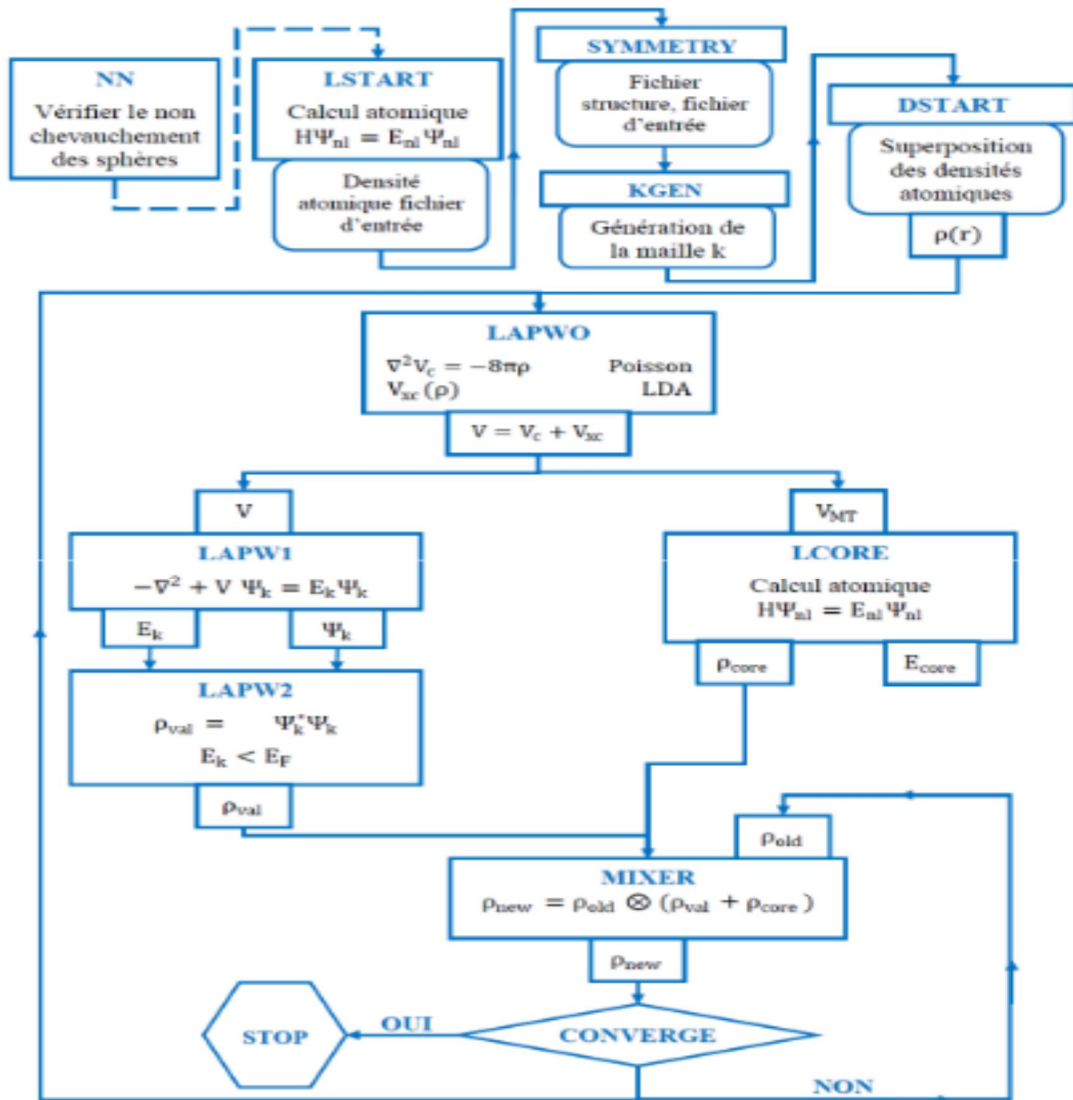 NN
Vérifier le non
chevauchement
des sphères
LSTART
Calcul atomique
HΨnl = EnlΨnl
Densité
atomique fichier
d'entrée
SYMMETRY
Fichier
structure, fichier
d'entrée
KGEN
Génération de
la maille k
DSTART
Superposition
des densités
atomiques
ρ(r)
LAPWO
∇²Vc = −8πρ Poisson
Vxc(ρ) LDA
V = Vc + Vxc
V
LAPW1
−∇² + V Ψk = EkΨk
Ek Ψk
LAPW2
ρval = Ψk*Ψk
Ek < EF
ρval
VMT
LCORE
Calcul atomique
HΨnl = EnlΨnl
ρcore Ecore
ρold
MIXER
ρnew = ρold ⊗ (ρval + ρcore)
ρnew
CONVERGE
OUI
STOP
NON